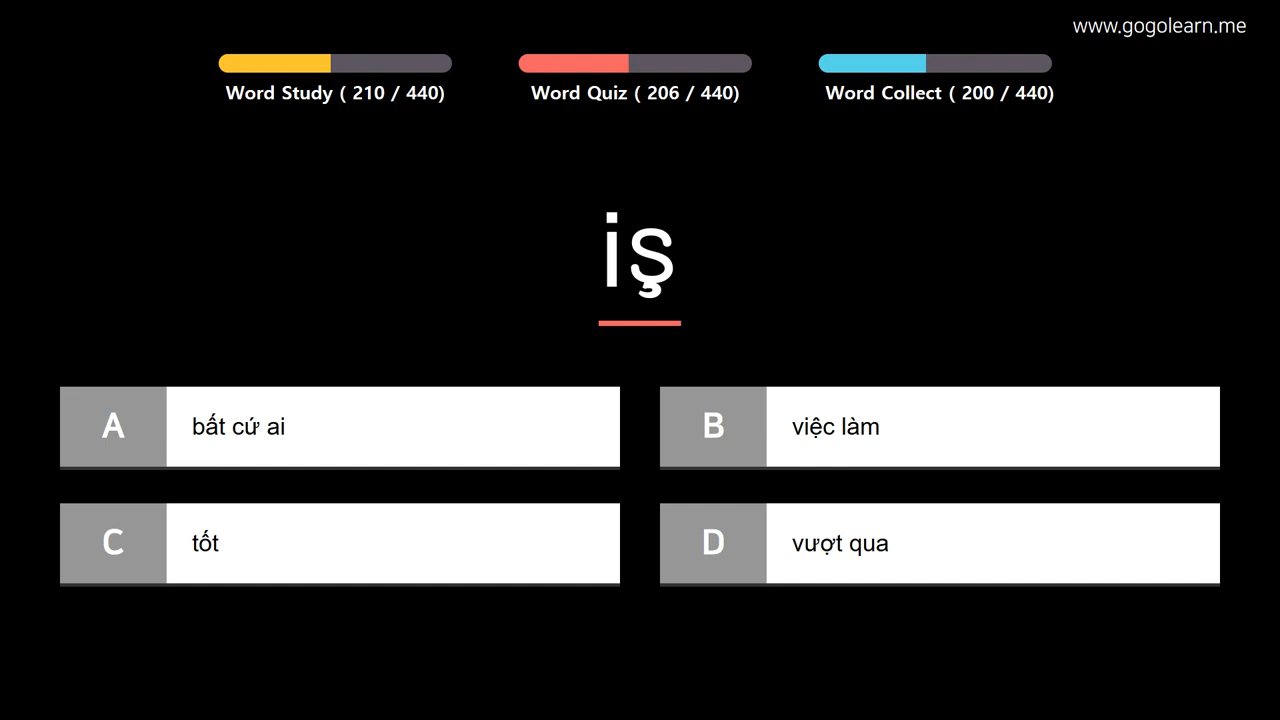 www.gogolearn.me
Word Study ( 210 / 440)
Word Quiz ( 206 / 440)
Word Collect ( 200 / 440)
iş
A bất cứ ai
B việc làm
C tốt
D vượt qua